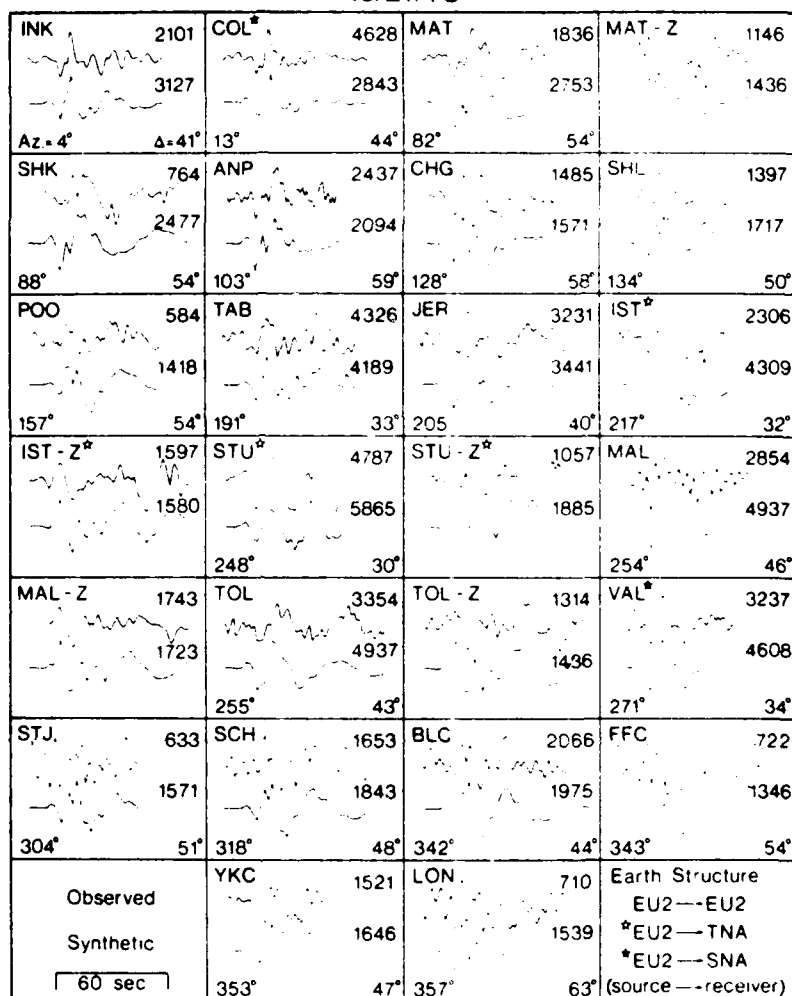 INK 2101
3127
Az.= 4° Δ= 41°
COL★ 4628
2843
13° 44°
MAT 1836
2753
82° 54°
MAT - Z 1146
1436
SHK 764
2477
88° 54°
ANP 2437
2094
103° 59°
CHG 1485
1571
128° 58°
SHL 1397
1717
134° 50°
POO 584
1418
157° 54°
TAB 4326
4189
191° 33°
JER 3231
3441
205 40°
IST☆ 2306
4309
217° 32°
IST - Z☆ 1597
1580
STU☆ 4787
5865
248° 30°
STU - Z☆ 1057
1885
MAL 2854
4937
254° 46°
MAL - Z 1743
1723
TOL 3354
4937
255° 43°
TOL - Z 1314
1436
VAL★ 3237
4608
271° 34°
STJ. 633
1571
304° 51°
SCH 1653
1843
318° 48°
BLC 2066
1975
342° 44°
FFC 722
1346
343° 54°
Observed
Synthetic
60 sec
YKC 1521
1646
353° 47°
LON. 710
1539
357° 63°
Earth Structure
EU2 → EU2
☆EU2 → TNA
★EU2 → SNA
(source → receiver)